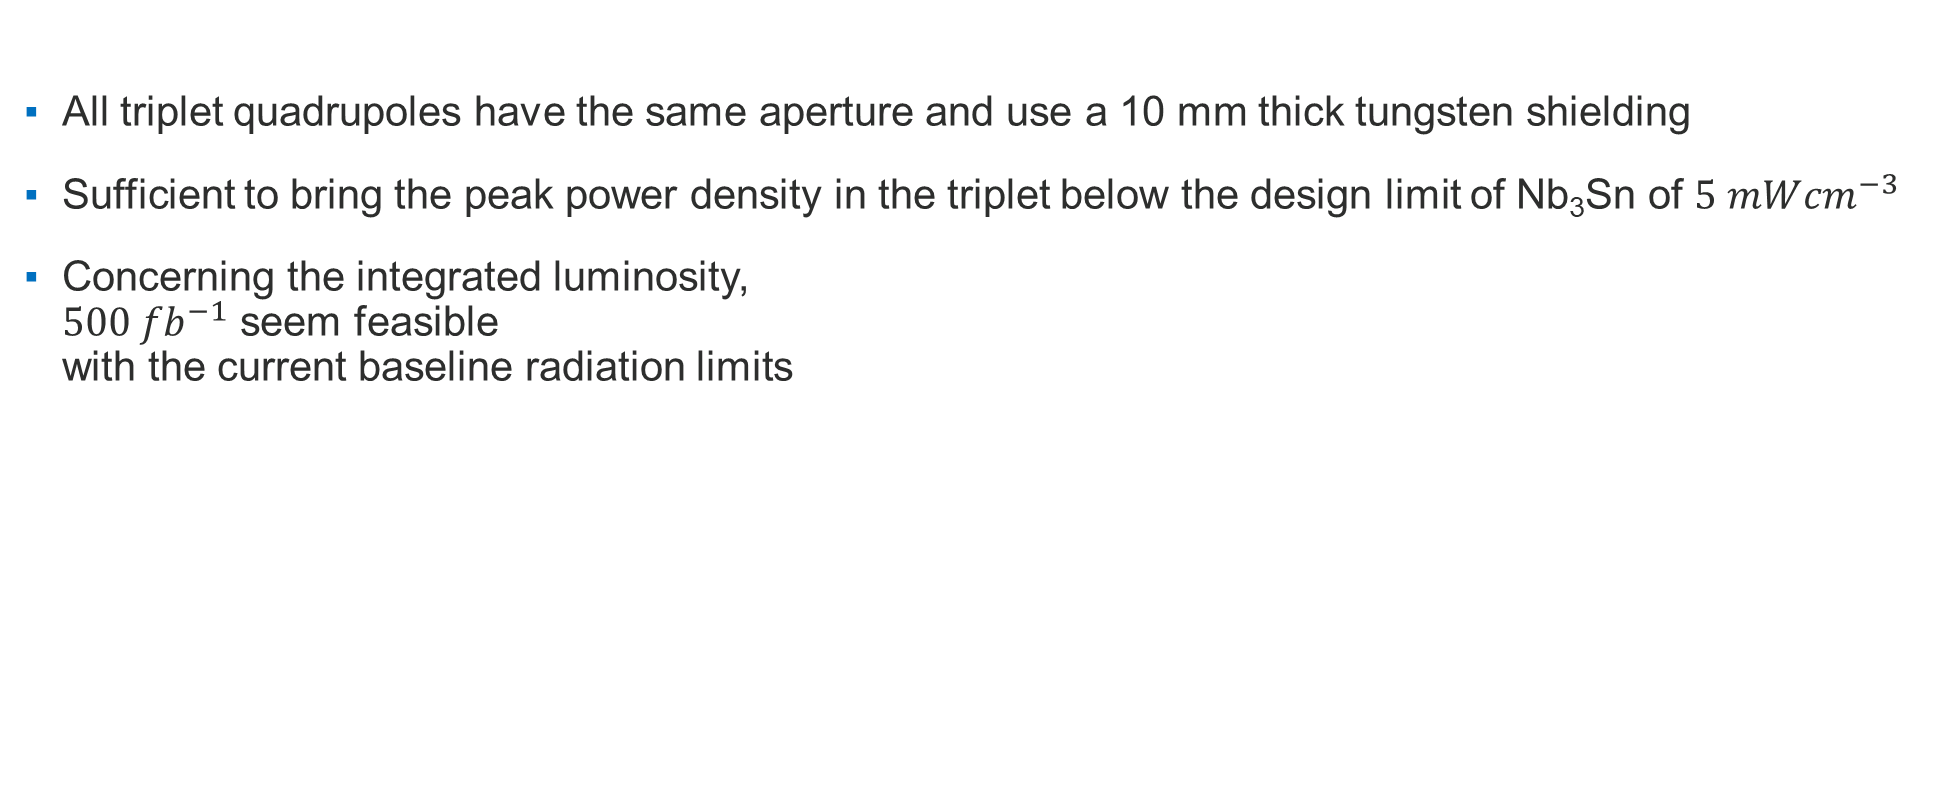 ▪ All triplet quadrupoles have the same aperture and use a 10 mm thick tungsten shielding
▪ Sufficient to bring the peak power density in the triplet below the design limit of Nb₃Sn of 5 mWcm⁻³
▪ Concerning the integrated luminosity,
500 fb⁻¹ seem feasible
with the current baseline radiation limits